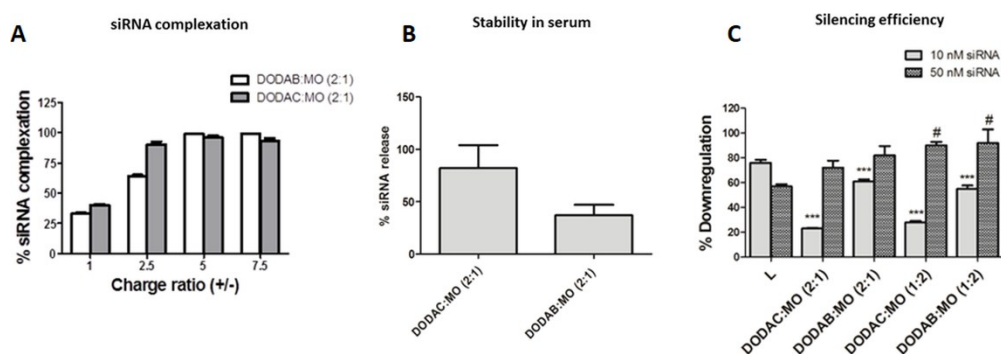 siRNA complexation
A
DODAB:MO (2:1)
DODAC:MO (2:1)
% siRNA complexation
125
100
75
50
25
0
1
2.5
5
7.5
Charge ratio (+/-)
Stability in serum
B
% siRNA release
150
100
50
0
DODAC:MO (2:1)
DODAB:MO (2:1)
Silencing efficiency
C
10 nM siRNA
50 nM siRNA
% Downregulation
120
100
80
60
40
20
0
***
***
***
#
***
#
L
DODAC:MO (2:1)
DODAB:MO (2:1)
DODAC:MO (1:2)
DODAB:MO (1:2)